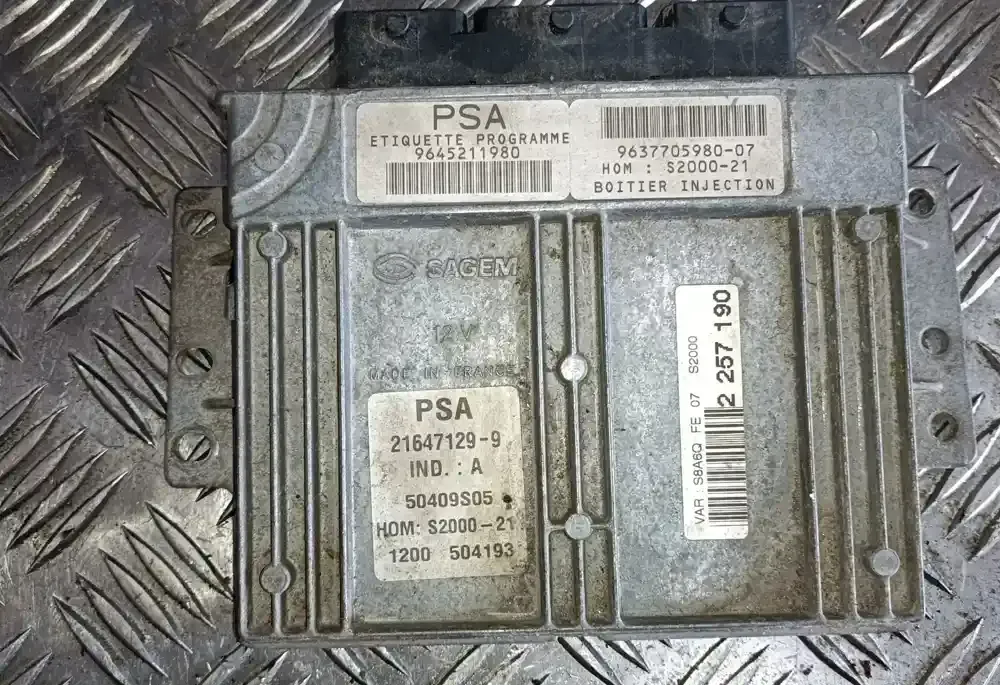 PSA
ETIQUETTE PROGRAMME
9645211980
9637705980-07
HOM : S2000-21
BOITIER INJECTION
SAGEM
12V
MADE IN FRANCE
PSA
21647129-9
IND. : A
50409S05
HOM: S2000-21
1200 504193
VAR : S8A6Q FE 07 S2000
2 257 190